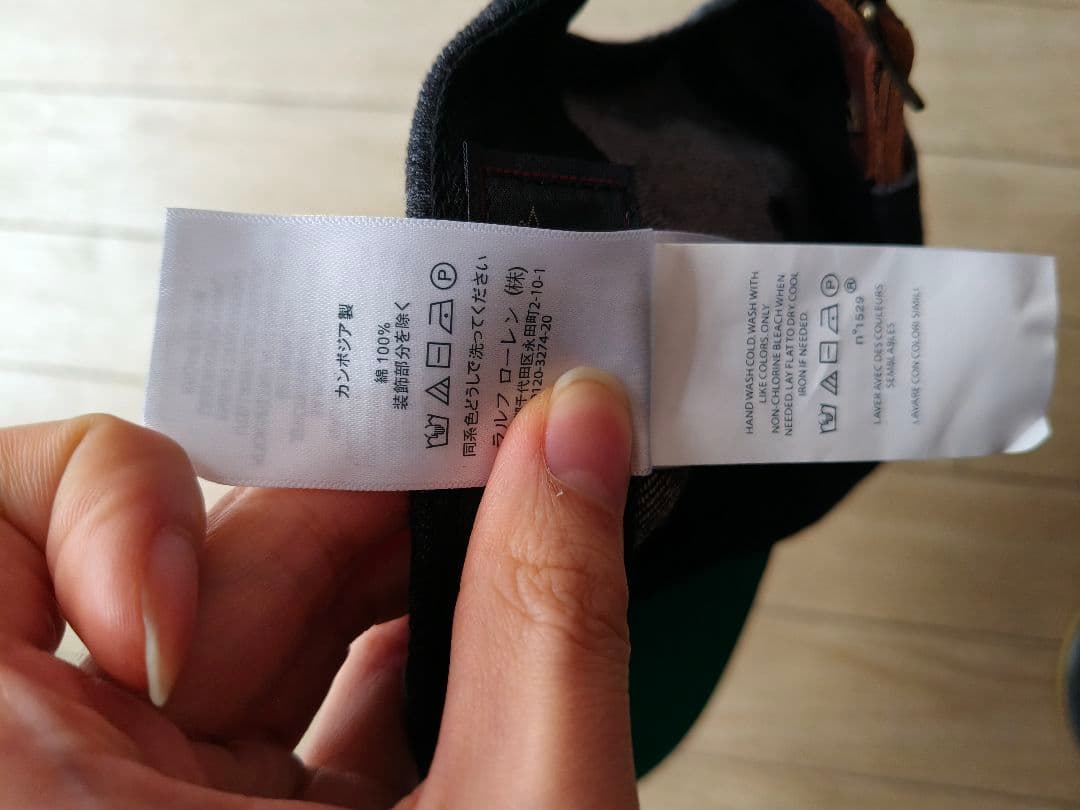 カンボジア製
綿 100%
装飾部分を除く
P
同系色どうしで洗ってください
ラルフ ローレン (株)
千代田区永田町2-10-1
120-3274-20
HAND WASH COLD, WASH WITH
LIKE COLORS. ONLY
NON-CHLORINE BLEACH WHEN
NEEDED. LAY FLAT TO DRY. COOL
IRON IF NEEDED.
P
®
n°1529
LAVER AVEC DES COULEURS
SEMBLABLES
LAVARE CON COLORI SIMILI